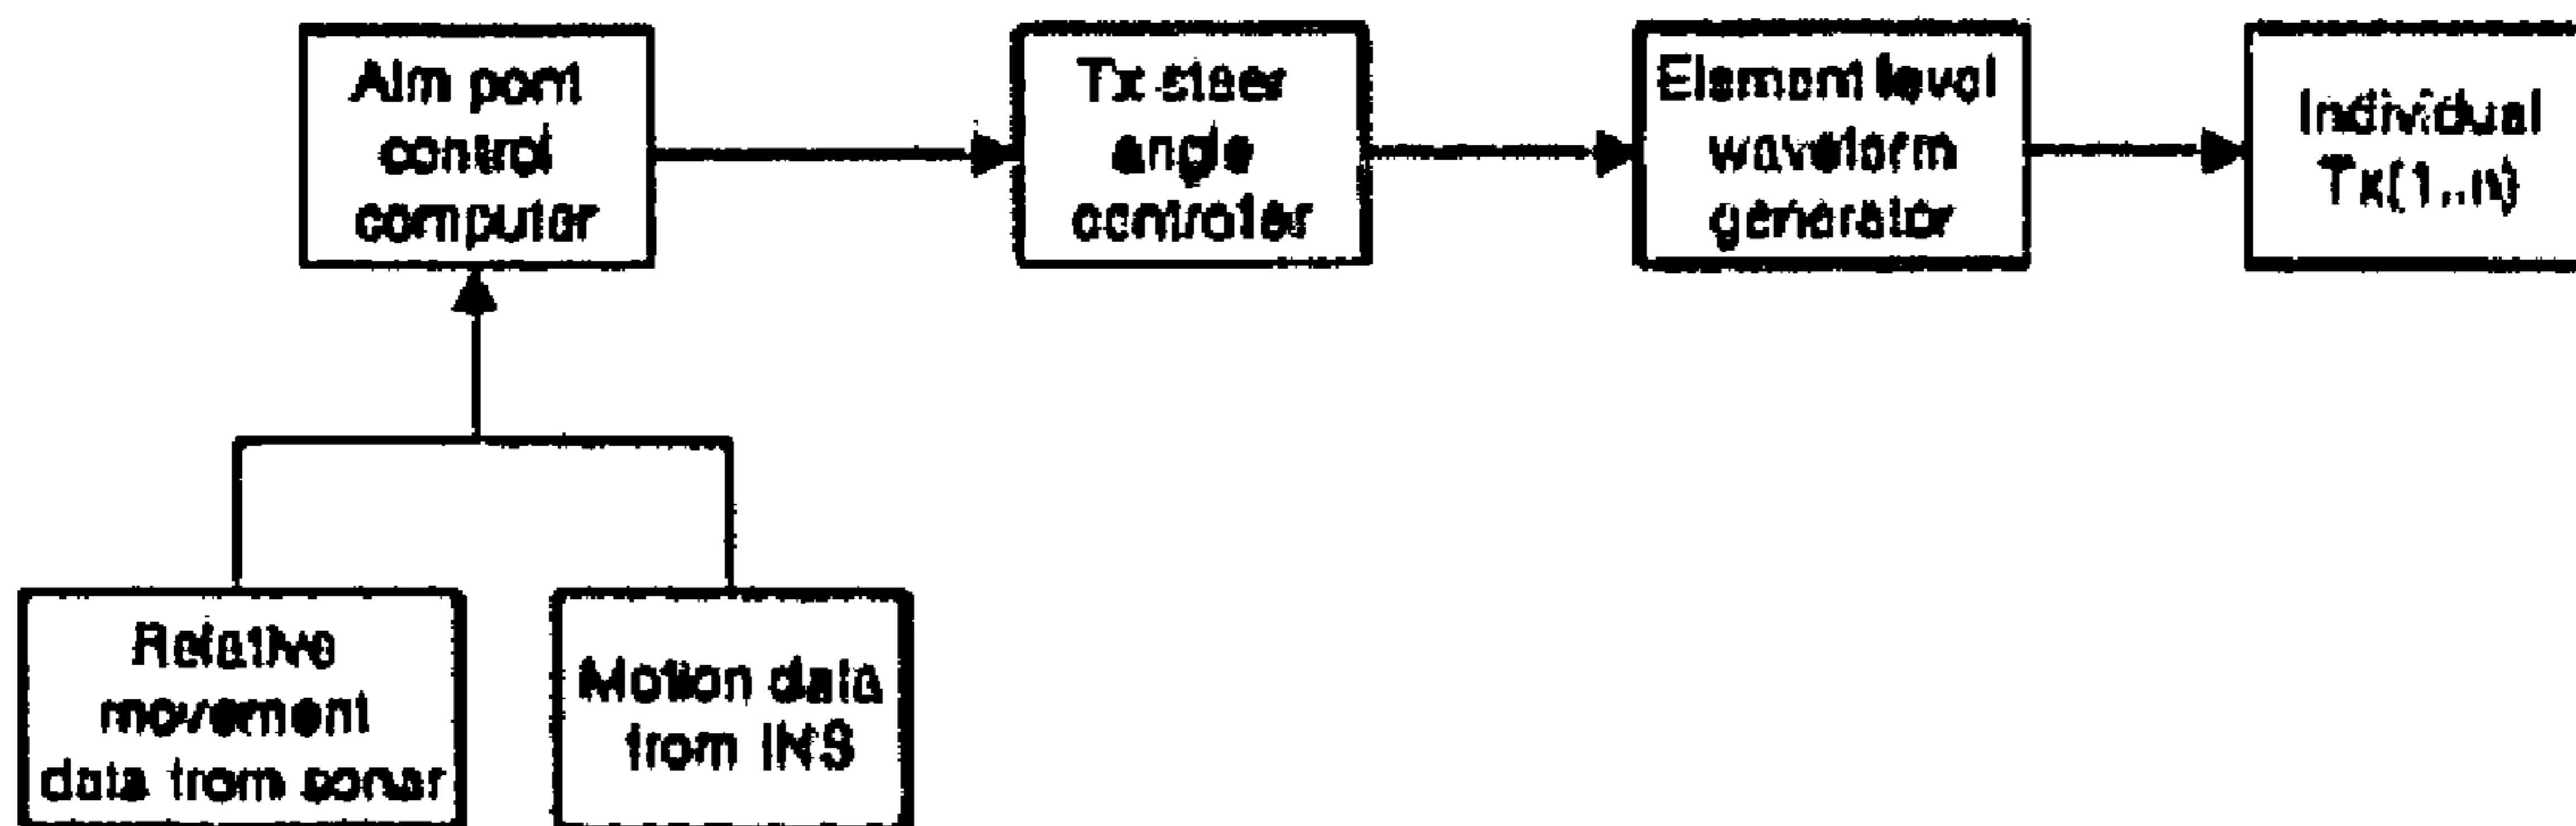 Aim pont
control
computer
Tx steer
angle
controller
Element level
waveform
generator
Individual
Tx(1..n)
Relative
movement
data from sonar
Motion data
from INS